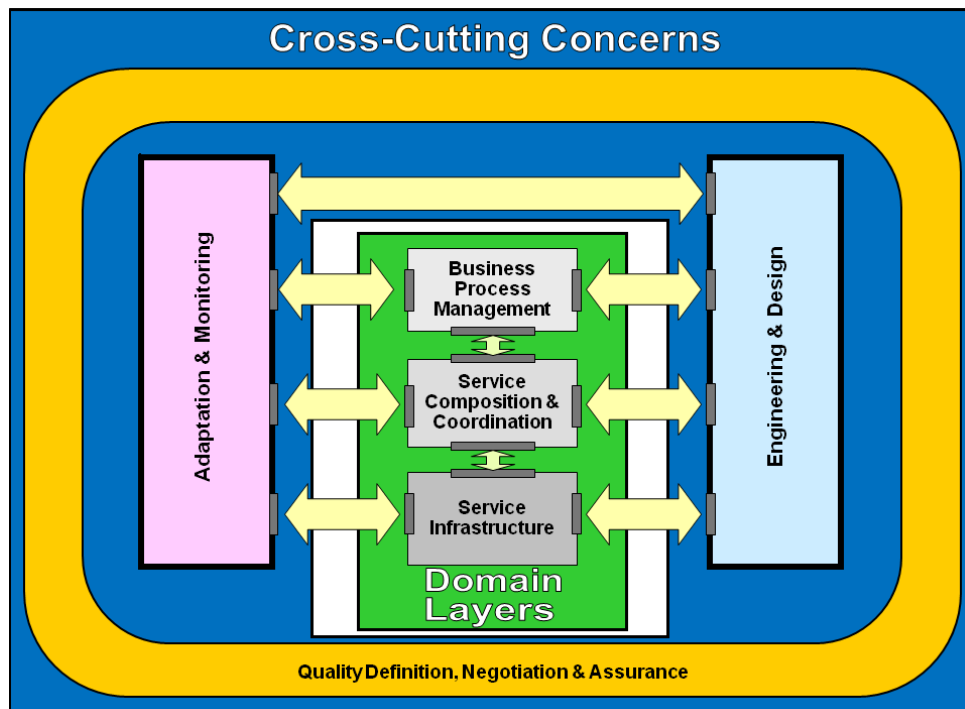 Cross-Cutting Concerns
Adaptation & Monitoring
Business
Process
Management
Service
Composition &
Coordination
Service
Infrastructure
Domain
Layers
Engineering & Design
Quality Definition, Negotiation & Assurance